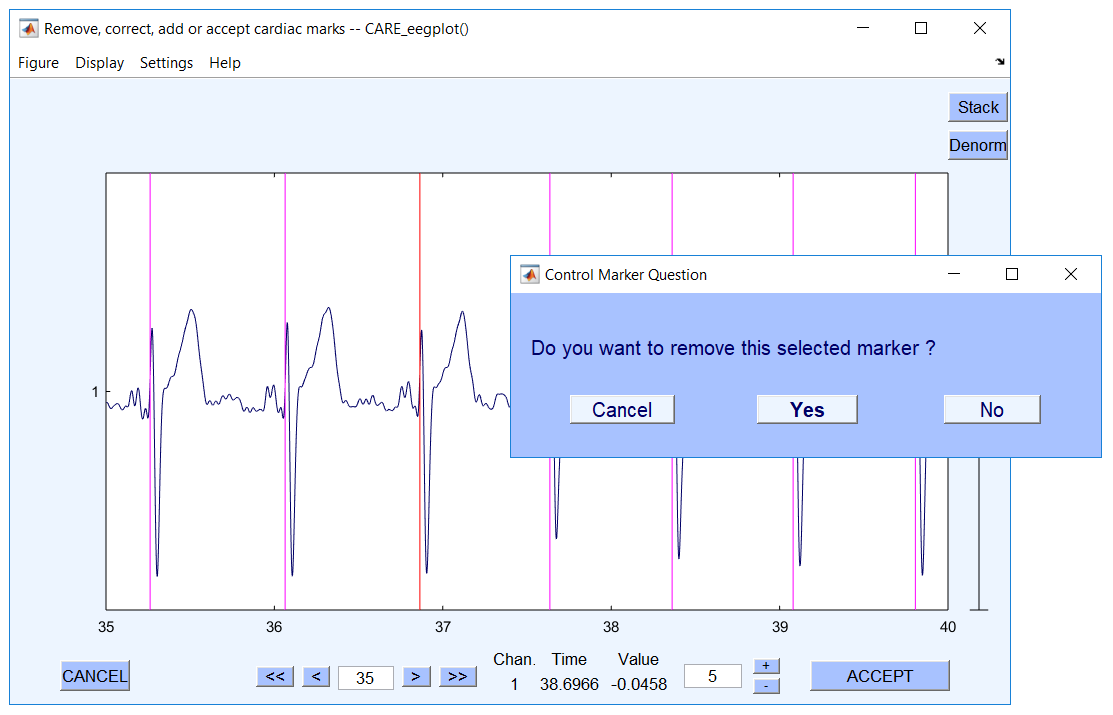 Remove, correct, add or accept cardiac marks -- CARE_eegplot()
Figure Display Settings Help
Stack
Denorm
Control Marker Question
Do you want to remove this selected marker ?
Cancel Yes No
1
35 36 37 38 39 40
Chan. Time Value
CANCEL << < 35 > >> 1 38.6966 -0.0458 5 + - ACCEPT